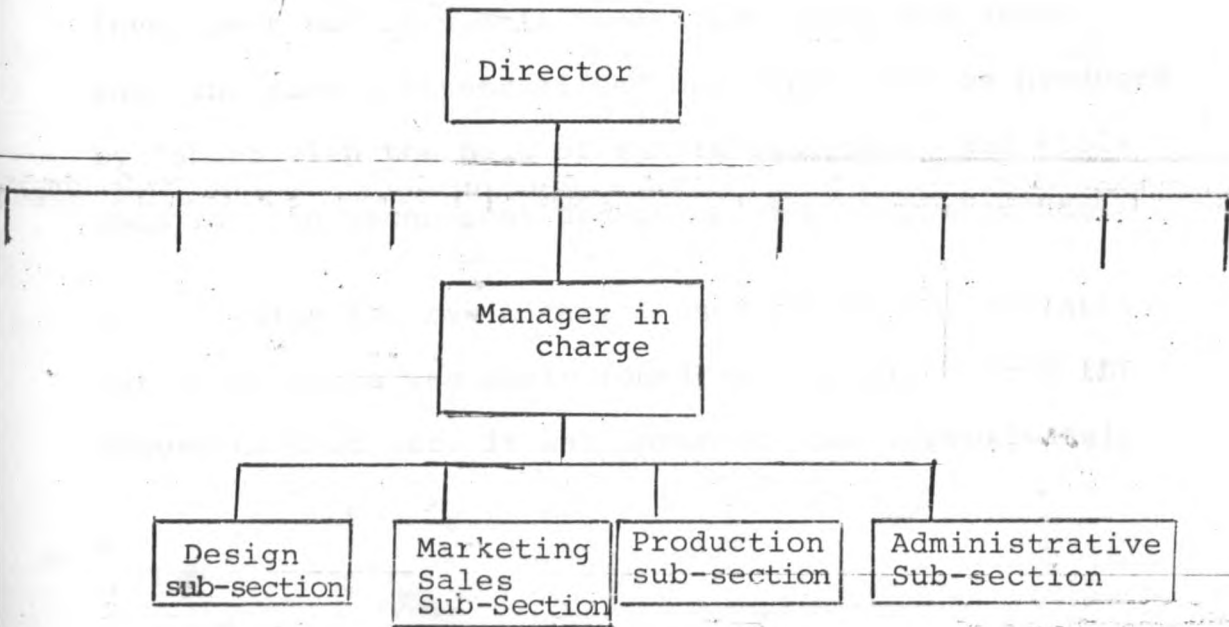 Director
Manager in
charge
Design
sub-section
Marketing
Sales
Sub-Section
Production
sub-section
Administrative
Sub-section